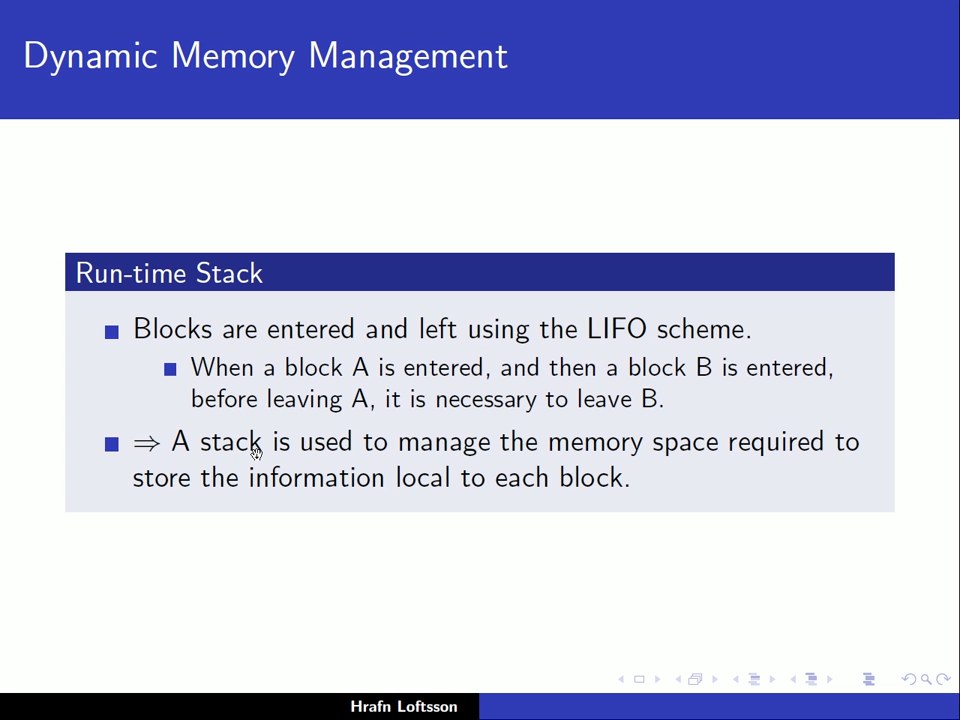 Dynamic Memory Management
Run-time Stack
Blocks are entered and left using the LIFO scheme.
When a block A is entered, and then a block B is entered,
before leaving A, it is necessary to leave B.
⇒ A stack is used to manage the memory space required to
store the information local to each block.
Hrafn Loftsson